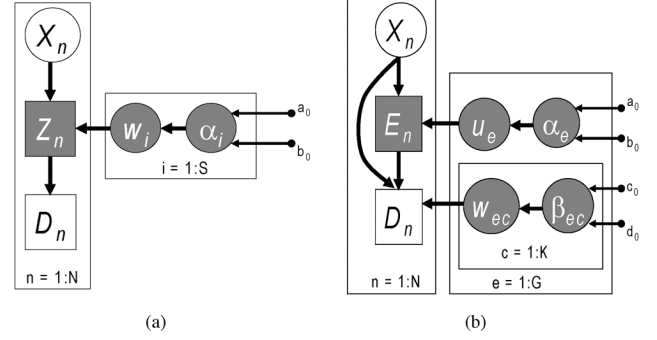 X_n
Z_n
w_i
α_i
a_0
b_0
i = 1:S
D_n
n = 1:N
(a)
X_n
E_n
u_e
α_e
a_0
b_0
D_n
w_ec
β_ec
c_0
d_0
c = 1:K
n = 1:N
e = 1:G
(b)